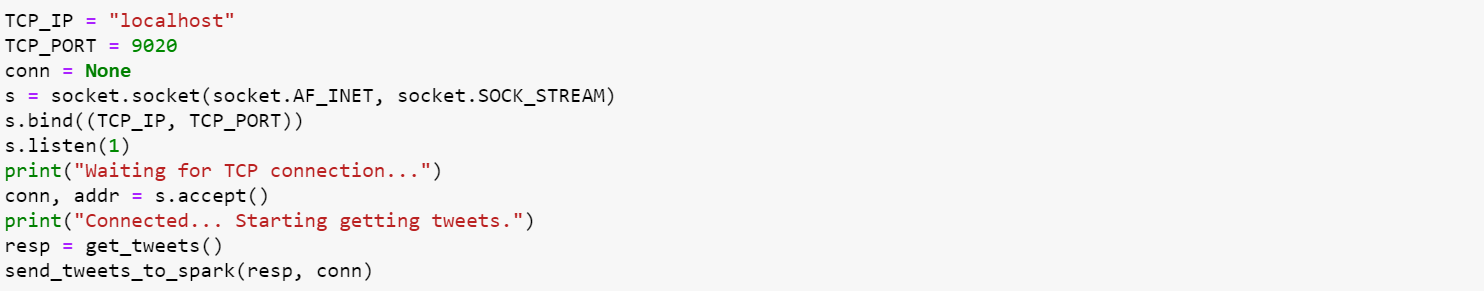 TCP_IP = "localhost"
TCP_PORT = 9020
conn = None
s = socket.socket(socket.AF_INET, socket.SOCK_STREAM)
s.bind((TCP_IP, TCP_PORT))
s.listen(1)
print("Waiting for TCP connection...")
conn, addr = s.accept()
print("Connected... Starting getting tweets.")
resp = get_tweets()
send_tweets_to_spark(resp, conn)